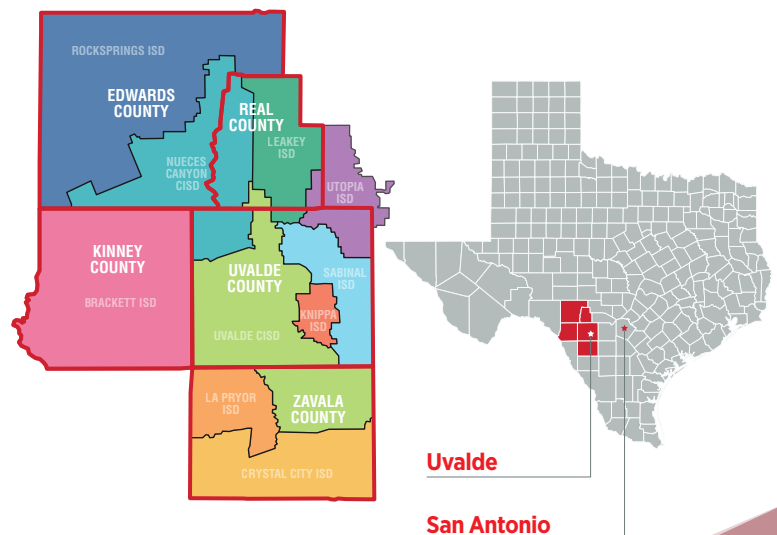 ROCKSPRINGS ISD
EDWARDS
COUNTY
REAL
COUNTY
LEAKEY
ISD
NUECES
CANYON
CISD
UTOPIA
ISD
KINNEY
COUNTY
BRACKETT ISD
UVALDE
COUNTY
SABINAL
ISD
KNIPPA
ISD
UVALDE CISD
LA PRYOR
ISD
ZAVALA
COUNTY
CRYSTAL CITY ISD
Uvalde
San Antonio